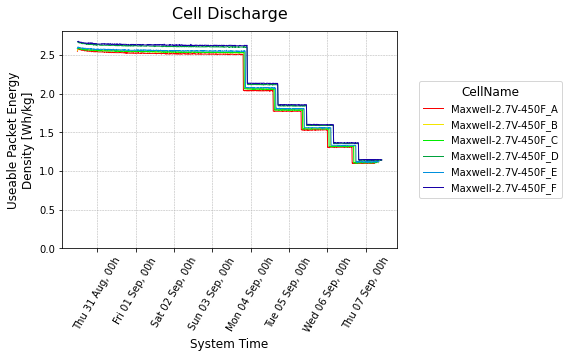 Cell Discharge
Useable Packet Energy
Density [Wh/kg]
2.5
2.0
1.5
1.0
0.5
0.0
Thu 31 Aug, 00h
Fri 01 Sep, 00h
Sat 02 Sep, 00h
Sun 03 Sep, 00h
Mon 04 Sep, 00h
Tue 05 Sep, 00h
Wed 06 Sep, 00h
Thu 07 Sep, 00h
System Time
CellName
Maxwell-2.7V-450F_A
Maxwell-2.7V-450F_B
Maxwell-2.7V-450F_C
Maxwell-2.7V-450F_D
Maxwell-2.7V-450F_E
Maxwell-2.7V-450F_F